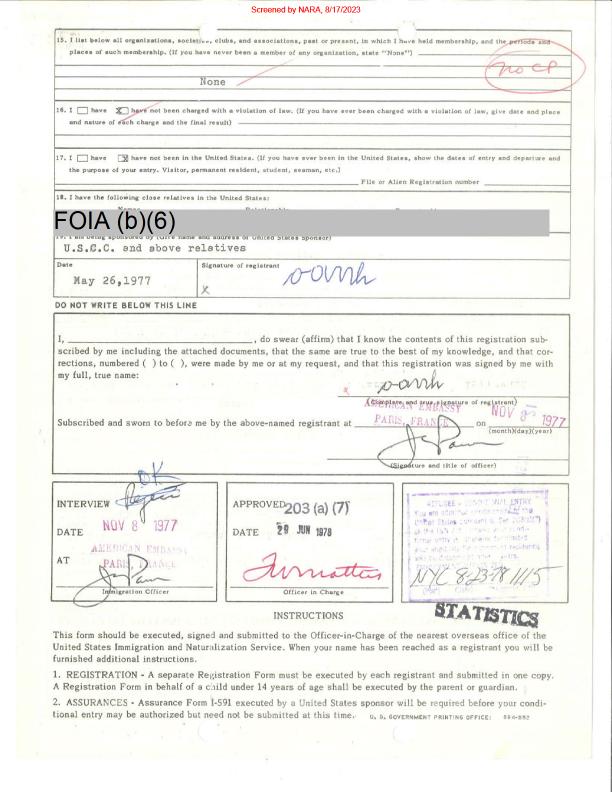 Screened by NARA, 8/17/2023
15. I list below all organizations, societies, clubs, and associations, past or present, in which I have held membership, and the periods and
places of such membership. (If you have never been a member of any organization, state "None")
no CP
None
16. I have X have not been charged with a violation of law. (If you have ever been charged with a violation of law, give date and place
and nature of each charge and the final result)
17. I have X have not been in the United States. (If you have ever been in the United States, show the dates of entry and departure and
the purpose of your entry. Visitor, permanent resident, student, seaman, etc.)
File or Alien Registration number
18. I have the following close relatives in the United States:
FOIA (b)(6)
19. I am being sponsored by (Give name and address of United States Sponsor)
U.S.C.C. and above relatives
Date Signature of registrant
May 26,1977
X
DO NOT WRITE BELOW THIS LINE
I, , do swear (affirm) that I know the contents of this registration sub-
scribed by me including the attached documents, that the same are true to the best of my knowledge, and that cor-
rections, numbered ( ) to ( ), were made by me or at my request, and that this registration was signed by me with
my full, true name:
x
(Complete and true signature of registrant)
AMERICAN EMBASSY
Subscribed and sworn to before me by the above-named registrant at PARIS, FRANCE on NOV 8 1977
(month)(day)(year)
(Signature and title of officer)
OK
INTERVIEW
DATE NOV 8 1977
AMERICAN EMBASSY
AT PARIS, FRANCE
Immigration Officer
APPROVED 203 (a) (7)
DATE 29 JUN 1978
Officer in Charge
REFUGEE - CONDITIONAL ENTRY
NYC 8-23-78 1115
STATISTICS
INSTRUCTIONS
This form should be executed, signed and submitted to the Officer-in-Charge of the nearest overseas office of the
United States Immigration and Naturalization Service. When your name has been reached as a registrant you will be
furnished additional instructions.
1. REGISTRATION - A separate Registration Form must be executed by each registrant and submitted in one copy.
A Registration Form in behalf of a child under 14 years of age shall be executed by the parent or guardian.
2. ASSURANCES - Assurance Form I-591 executed by a United States sponsor will be required before your condi-
tional entry may be authorized but need not be submitted at this time. U. S. GOVERNMENT PRINTING OFFICE: